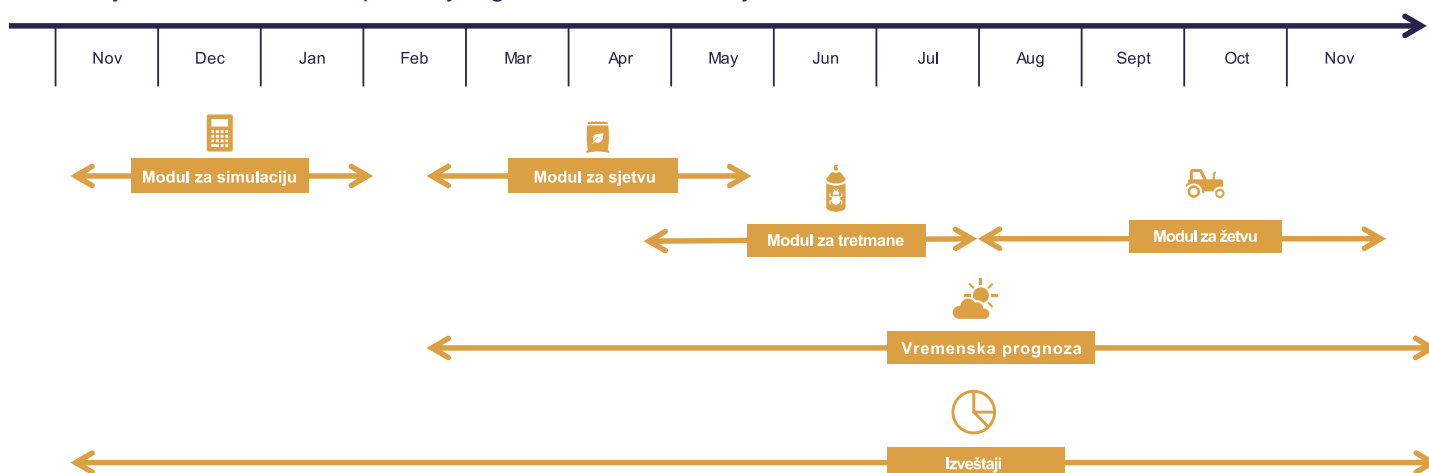 Nov Dec Jan Feb Mar Apr May Jun Jul Aug Sept Oct Nov
Modul za simulaciju
Modul za sjetvu
Modul za tretmane
Modul za žetvu
Vremenska prognoza
Izveštaji